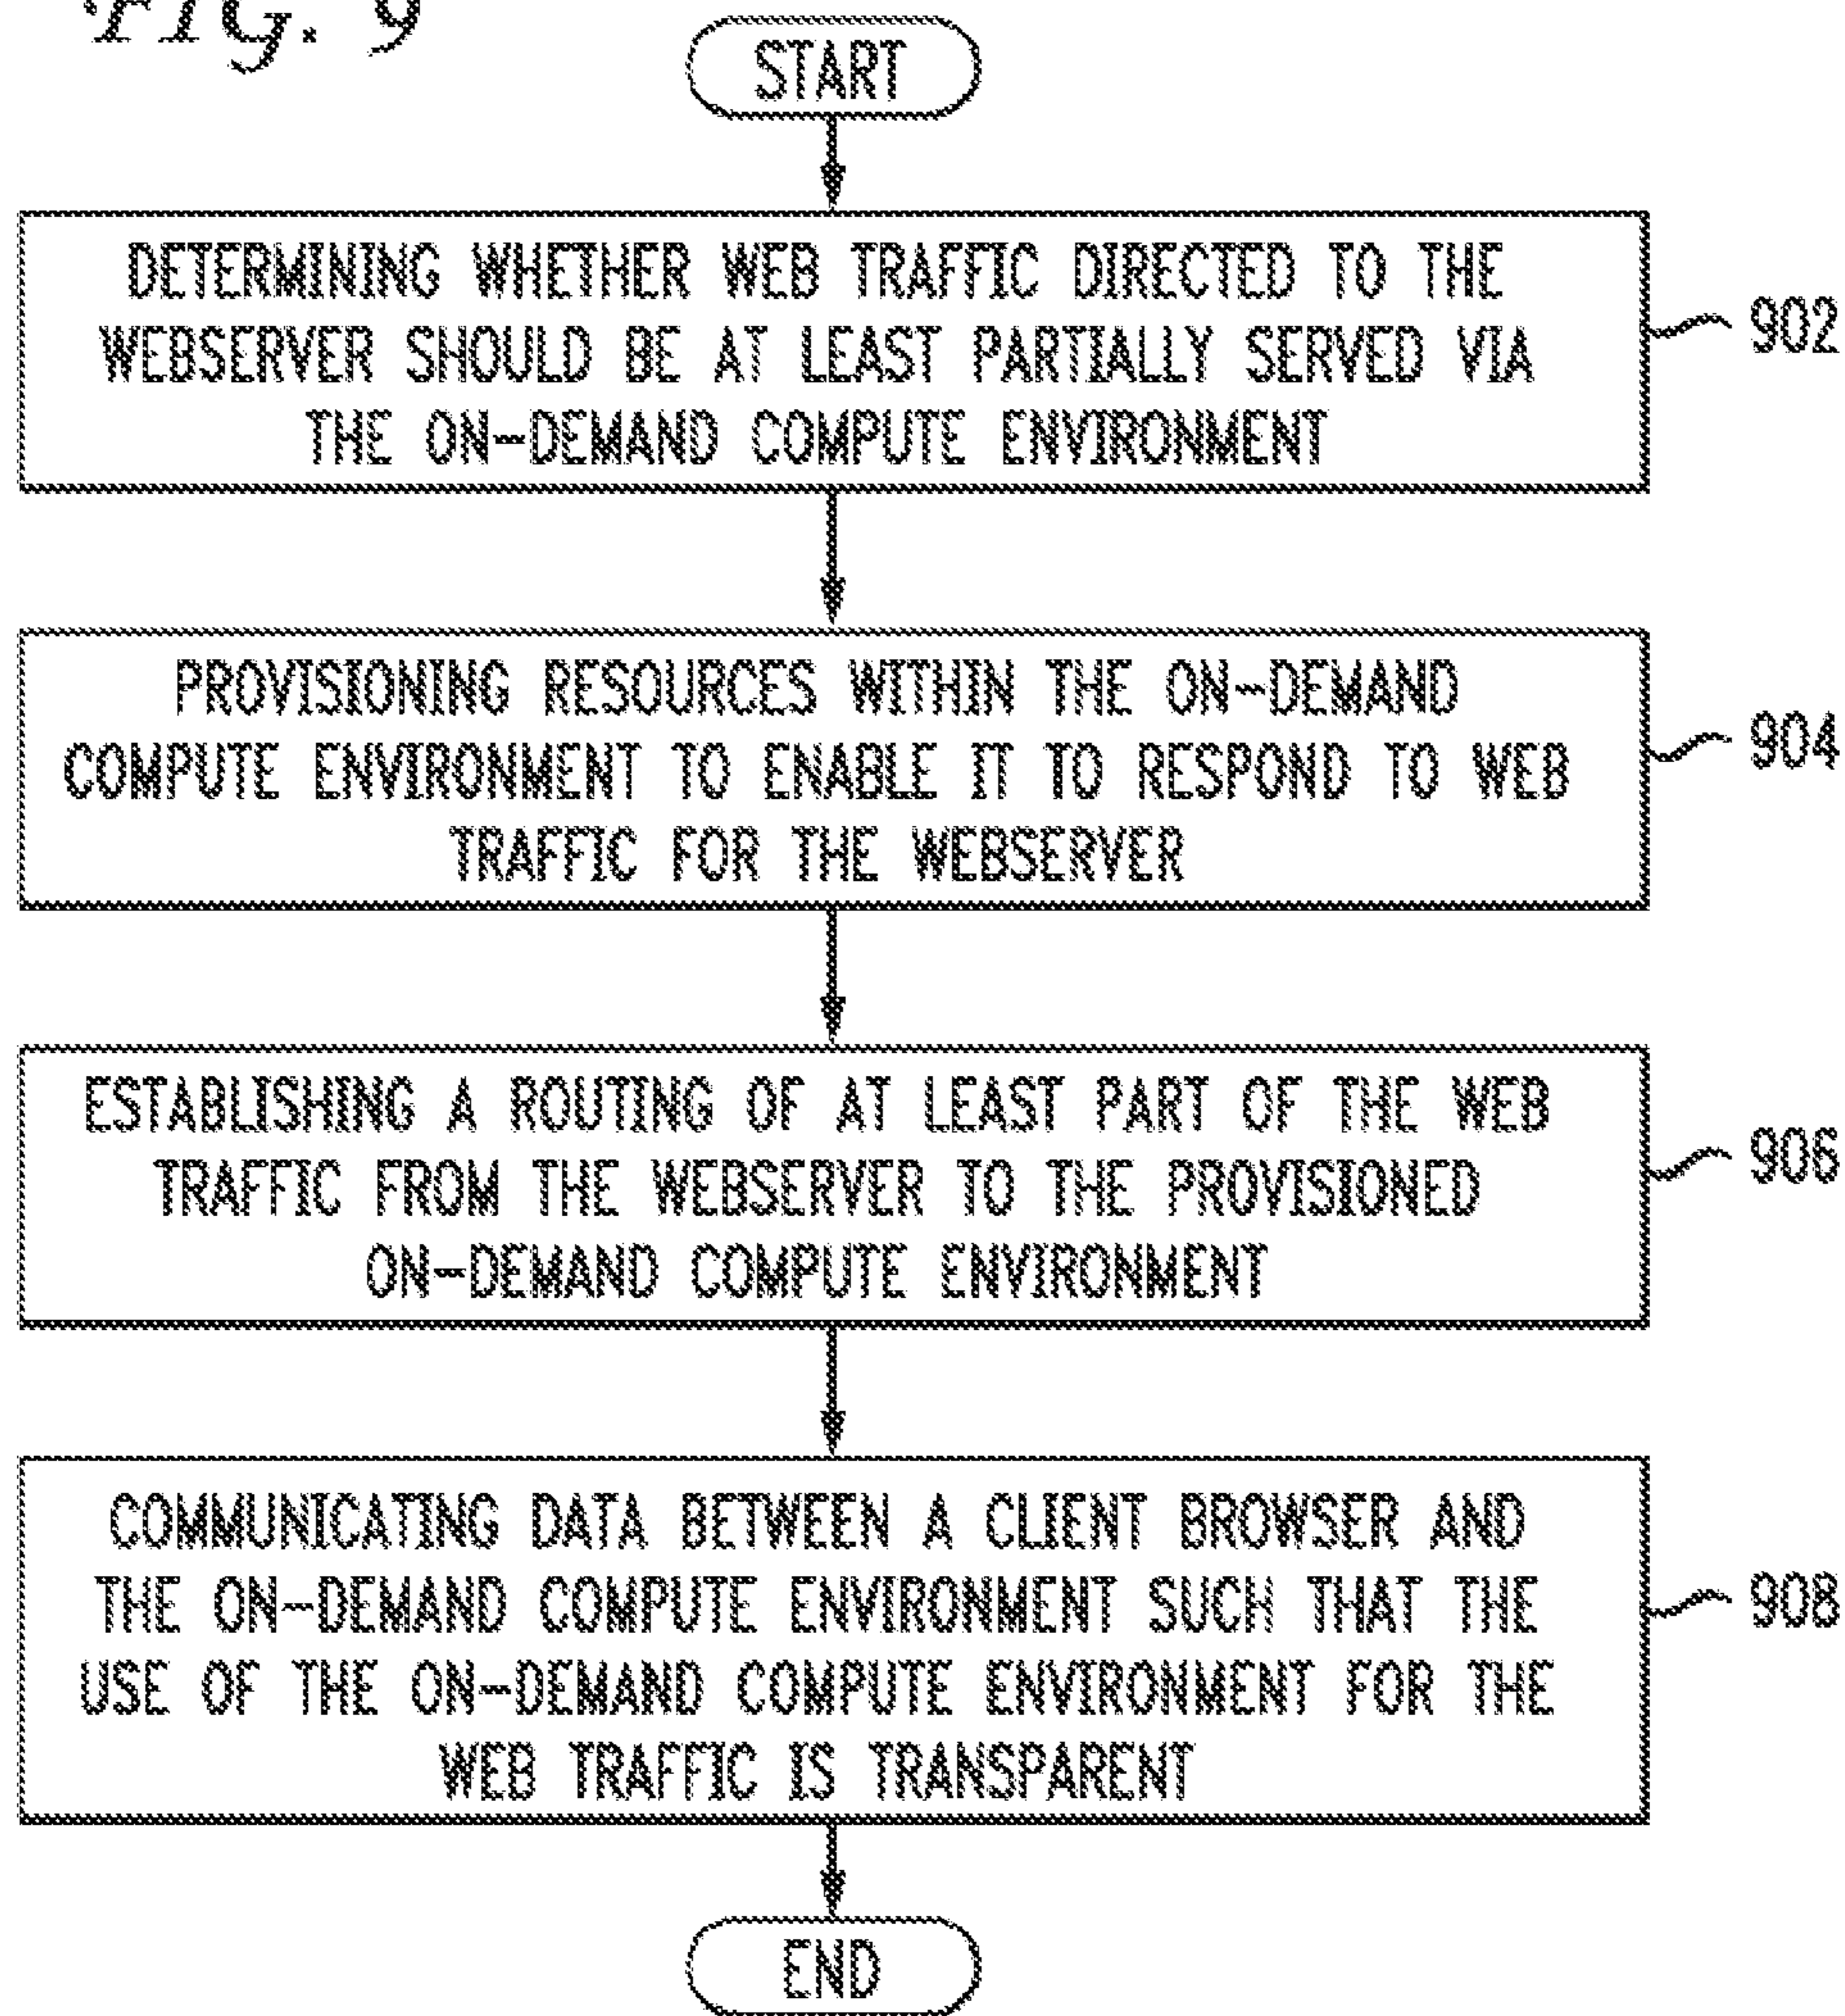 FIG. 9
START
DETERMINING WHETHER WEB TRAFFIC DIRECTED TO THE
WEBSERVER SHOULD BE AT LEAST PARTIALLY SERVED VIA
THE ON-DEMAND COMPUTE ENVIRONMENT
902
PROVISIONING RESOURCES WITHIN THE ON-DEMAND
COMPUTE ENVIRONMENT TO ENABLE IT TO RESPOND TO WEB
TRAFFIC FOR THE WEBSERVER
904
ESTABLISHING A ROUTING OF AT LEAST PART OF THE WEB
TRAFFIC FROM THE WEBSERVER TO THE PROVISIONED
ON-DEMAND COMPUTE ENVIRONMENT
906
COMMUNICATING DATA BETWEEN A CLIENT BROWSER AND
THE ON-DEMAND COMPUTE ENVIRONMENT SUCH THAT THE
USE OF THE ON-DEMAND COMPUTE ENVIRONMENT FOR THE
WEB TRAFFIC IS TRANSPARENT
908
END